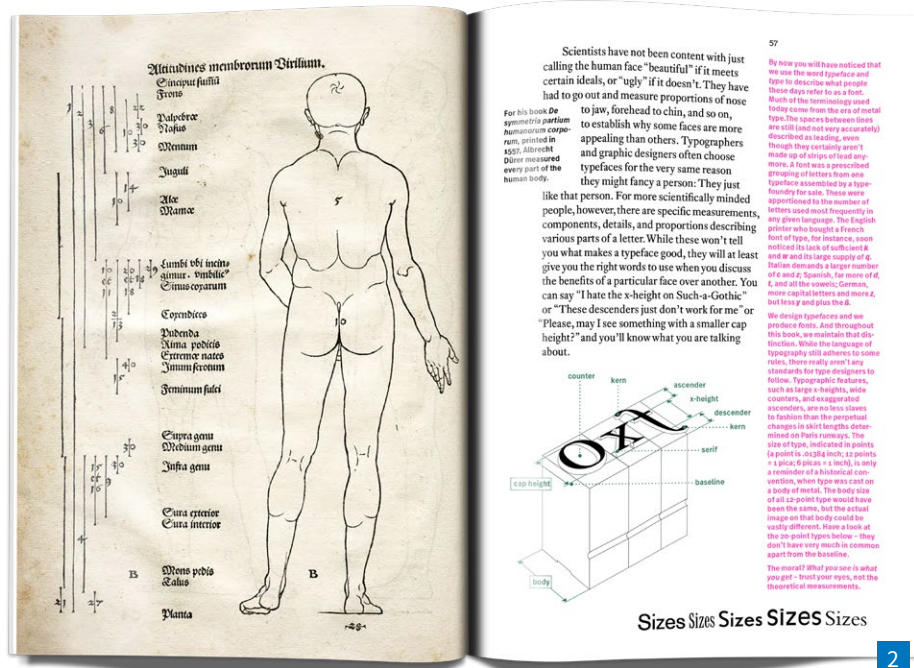 Altitudines membrorum Virilium.
Sinciput sum̃ũ
Frons
Palpebræ
Nasus
Mentum
Juguli
Alæ
Mamæ
Lumbi vbi incin⸗
gimur. vmbilic⁹
Sinus coxarum
Coxendices
Pudenda
Rima podicis
Extremæ nates
Imum scrotum
Feminum sulci
Supra genu
Medium genu
Infra genu
Sura exterior
Sura interior
Mons pedis
Talus
Planta
B
B
5
10
28
57
Scientists have not been content with just
calling the human face “beautiful” if it meets
certain ideals, or “ugly” if it doesn’t. They have
had to go out and measure proportions of nose
to jaw, forehead to chin, and so on,
to establish why some faces are more
appealing than others. Typographers
and graphic designers often choose
typefaces for the very same reason
they might fancy a person: They just
like that person. For more scientifically minded
people, however, there are specific measurements,
components, details, and proportions describing
various parts of a letter. While these won’t tell
you what makes a typeface good, they will at least
give you the right words to use when you discuss
the benefits of a particular face over another. You
can say “I hate the x-height on Such-a-Gothic”
or “These descenders just don’t work for me” or
“Please, may I see something with a smaller cap
height?” and you’ll know what you are talking
about.
For his book De
symmetria partium
humanorum corpo-
rum, printed in
1557, Albrecht
Dürer measured
every part of the
human body.
By now you will have noticed that
we use the word typeface and
type to describe what people
these days refer to as a font.
Much of the terminology used
today come from the era of metal
type.The spaces between lines
are still (and not very accurately)
described as leading, even
though they certainly aren’t
made up of strips of lead any-
more. A font was a prescribed
grouping of letters from one
typeface assembled by a type-
foundry for sale. These were
apportioned to the number of
letters used most frequently in
any given language. The English
printer who bought a French
font of type, for instance, soon
noticed its lack of sufficient k
and w and its large supply of q.
Italian demands a larger number
of c and z; Spanish, far more of d,
t, and all the vowels; German,
more capital letters and more z,
but less y and plus the ß.
We design typefaces and we
produce fonts. And throughout
this book, we maintain that dis-
tinction. While the language of
typography still adheres to some
rules, there really aren’t any
standards for type designers to
follow. Typographic features,
such as large x-heights, wide
counters, and exaggerated
ascenders, are no less slaves
to fashion than the perpetual
changes in skirt lengths deter-
mined on Paris runways. The
size of type, indicated in points
(a point is .01384 inch; 12 points
= 1 pica; 6 picas = 1 inch), is only
a reminder of a historical con-
vention, when type was cast on
a body of metal. The body size
of all 12-point type would have
been the same, but the actual
image on that body could be
vastly different. Have a look at
the 20-point types below – they
don’t have very much in common
apart from the baseline.
The moral? What you see is what
you get – trust your eyes, not the
theoretical measurements.
counter
kern
ascender
x-height
descender
kern
serif
baseline
cap height
body
Oxt
Sizes Sizes Sizes Sizes Sizes
2